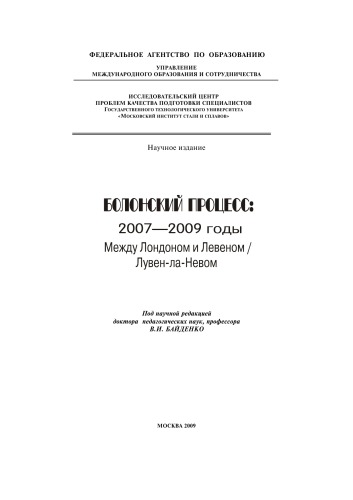 ФЕДЕРАЛЬНОЕ АГЕНТСТВО ПО ОБРАЗОВАНИЮ
УПРАВЛЕНИЕ
МЕЖДУНАРОДНОГО ОБРАЗОВАНИЯ И СОТРУДНИЧЕСТВА
ИССЛЕДОВАТЕЛЬСКИЙ ЦЕНТР
ПРОБЛЕМ КАЧЕСТВА ПОДГОТОВКИ СПЕЦИАЛИСТОВ
ГОСУДАРСТВЕННОГО ТЕХНОЛОГИЧЕСКОГО УНИВЕРСИТЕТА
«МОСКОВСКИЙ ИНСТИТУТ СТАЛИ И СПЛАВОВ»
Научное издание
БОЛОНСКИЙ ПРОЦЕСС:
2007—2009 годы
Между Лондоном и Левеном /
Лувен-ла-Невом
Под научной редакцией
доктора педагогических наук, профессора
В.И. БАЙДЕНКО
МОСКВА 2009